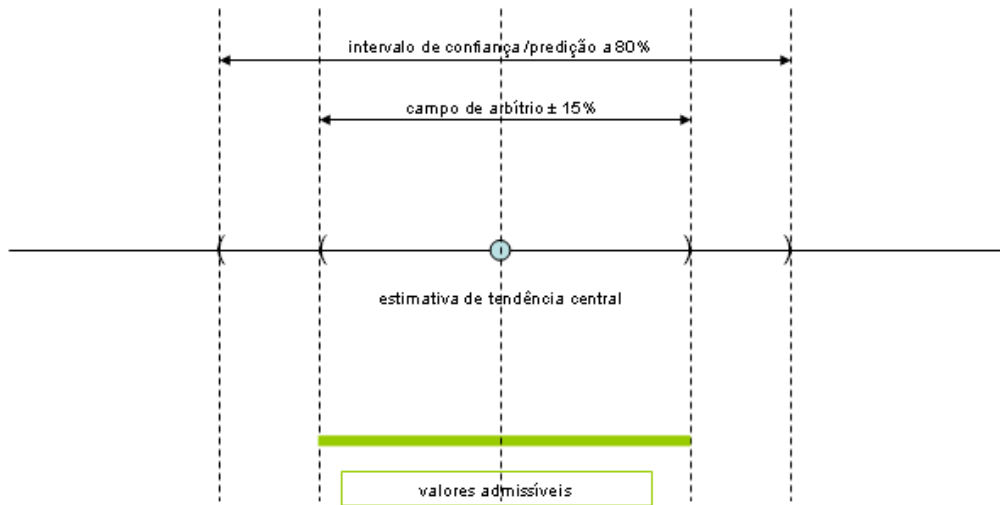 intervalo de confiança/predição a 80%
campo de arbítrio ± 15%
estimativa de tendência central
valores admissíveis